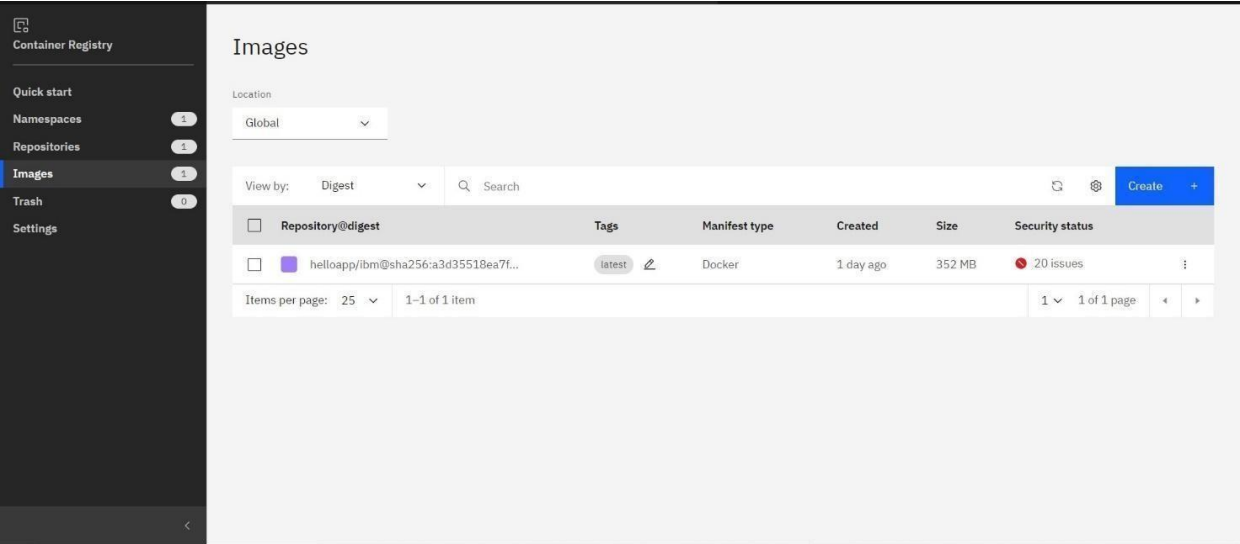 Container Registry
Quick start
Namespaces 1
Repositories 1
Images 1
Trash 0
Settings
Images
Location
Global
View by: Digest Search Create +
Repository@digest Tags Manifest type Created Size Security status
helloapp/ibm@sha256:a3d35518ea7f... latest Docker 1 day ago 352 MB 20 issues
Items per page: 25 1–1 of 1 item 1 1 of 1 page